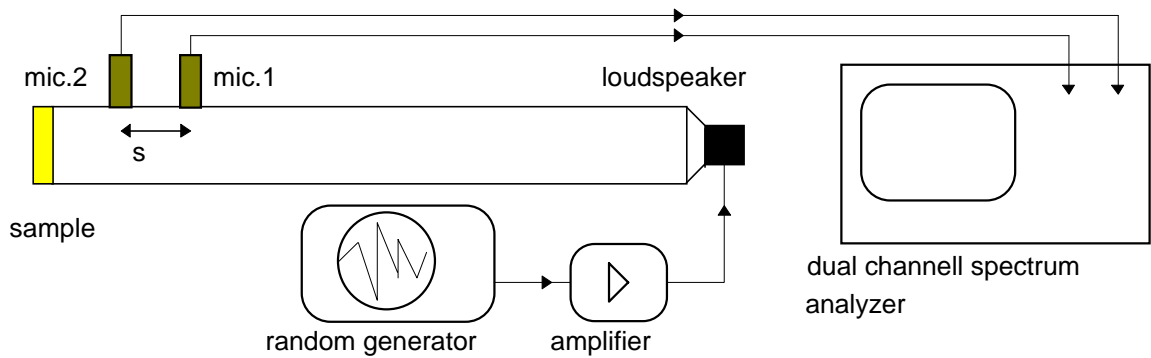 mic.2
mic.1
loudspeaker
s
sample
random generator
amplifier
dual channell spectrum
analyzer